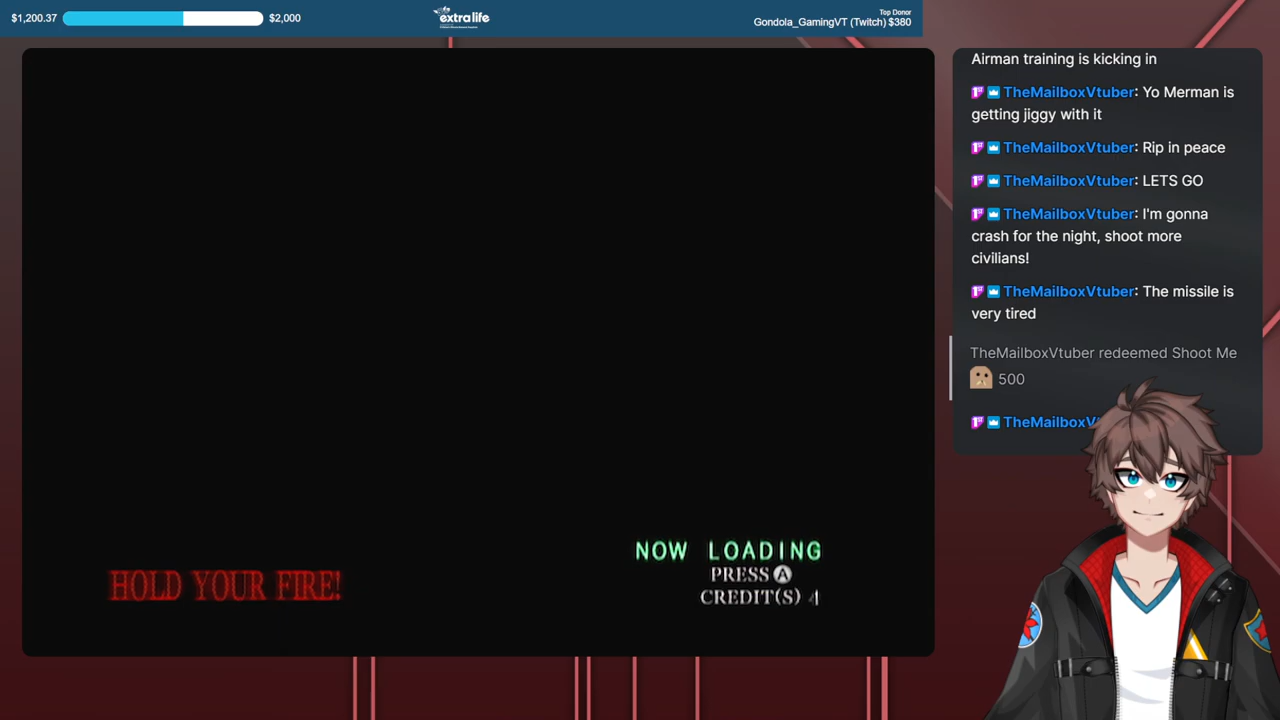 $1,200.37
$2,000
extralife
Top Donor
Gondola_GamingVT (Twitch) $380
Airman training is kicking in
TheMailboxVtuber: Yo Merman is
getting jiggy with it
TheMailboxVtuber: Rip in peace
TheMailboxVtuber: LETS GO
TheMailboxVtuber: I'm gonna
crash for the night, shoot more
civilians!
TheMailboxVtuber: The missile is
very tired
TheMailboxVtuber redeemed Shoot Me
500
NOW LOADING
PRESS A
CREDIT(S) 4
HOLD YOUR FIRE!